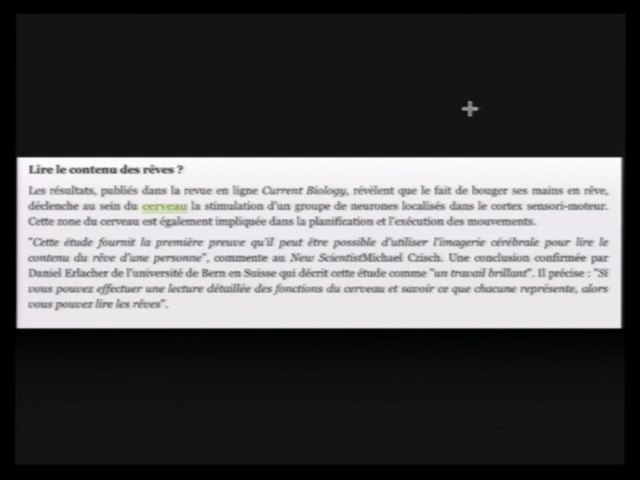 Lire le contenu des rêves ?
Les résultats, publiés dans la revue en ligne Current Biology, révèlent que le fait de bouger ses mains en rêve,
déclenche au sein du cerveau la stimulation d'un groupe de neurones localisés dans le cortex sensori-moteur.
Cette zone du cerveau est également impliquée dans la planification et l'exécution des mouvements.
"Cette étude fournit la première preuve qu'il peut être possible d'utiliser l'imagerie cérébrale pour lire le
contenu du rêve d'une personne", commente au New ScientistMichael Czisch. Une conclusion confirmée par
Daniel Erlacher de l'université de Bern en Suisse qui décrit cette étude comme "un travail brillant". Il précise : "Si
vous pouvez effectuer une lecture détaillée des fonctions du cerveau et savoir ce que chacune représente, alors
vous pouvez lire les rêves".